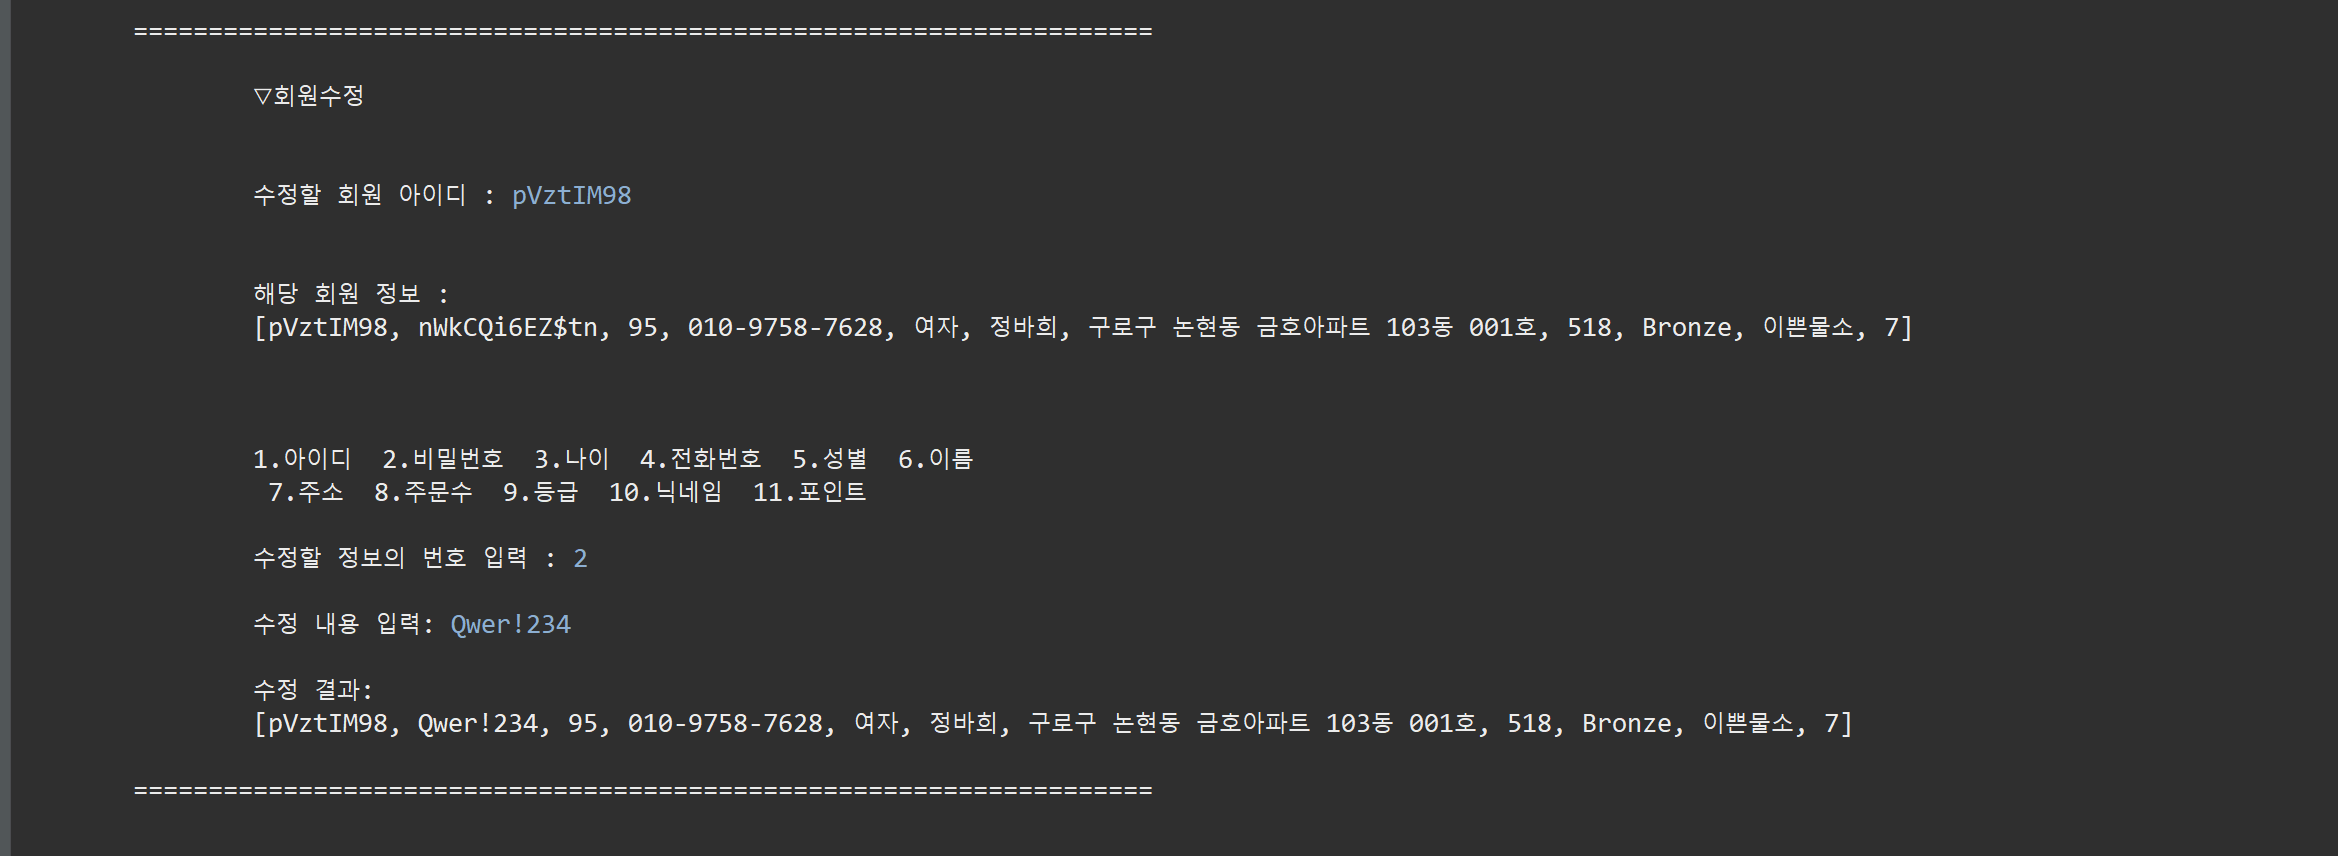 ====================================================================
▽회원수정
수정할 회원 아이디 : pVztIM98
해당 회원 정보 :
[pVztIM98, nWkCQi6EZ$tn, 95, 010-9758-7628, 여자, 정바희, 구로구 논현동 금호아파트 103동 001호, 518, Bronze, 이쁜물소, 7]
1.아이디  2.비밀번호  3.나이  4.전화번호  5.성별  6.이름
7.주소  8.주문수  9.등급  10.닉네임  11.포인트
수정할 정보의 번호 입력 : 2
수정 내용 입력: Qwer!234
수정 결과:
[pVztIM98, Qwer!234, 95, 010-9758-7628, 여자, 정바희, 구로구 논현동 금호아파트 103동 001호, 518, Bronze, 이쁜물소, 7]
====================================================================